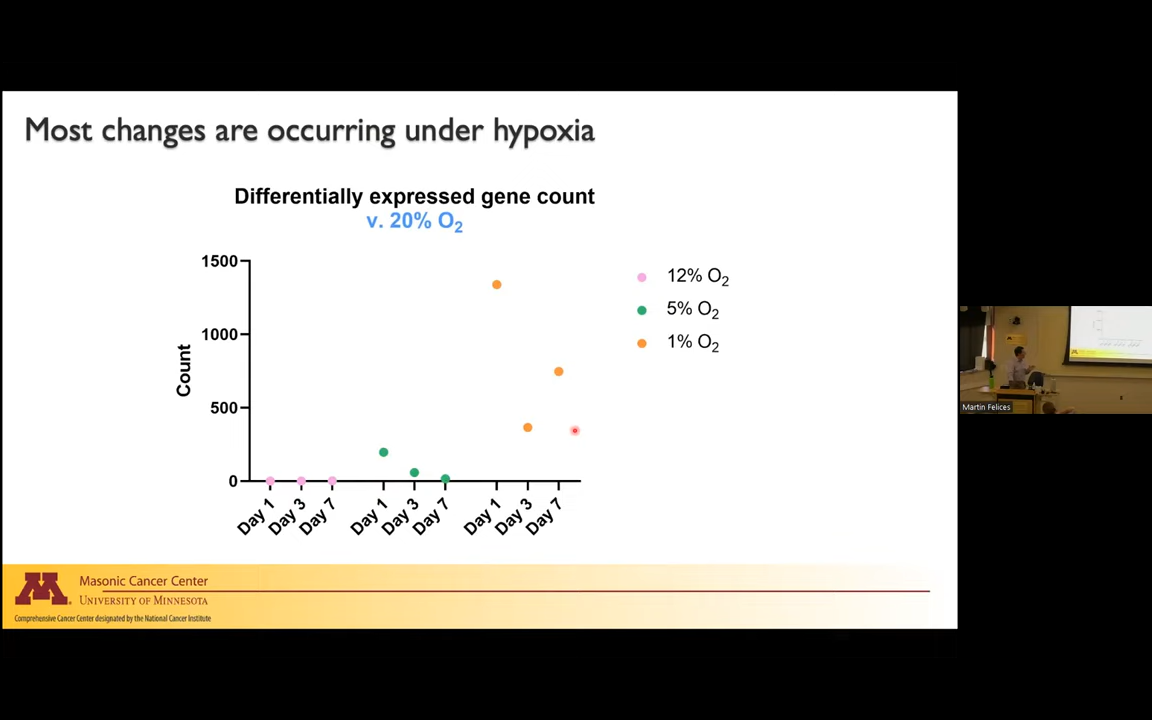 Most changes are occurring under hypoxia
Differentially expressed gene count
v. 20% O₂
Count
1500
1000
500
0
Day 1
Day 3
Day 7
Day 1
Day 3
Day 7
Day 1
Day 3
Day 7
12% O₂
5% O₂
1% O₂
M
Masonic Cancer Center
UNIVERSITY OF MINNESOTA
Comprehensive Cancer Center designated by the National Cancer Institute
Martin Felices